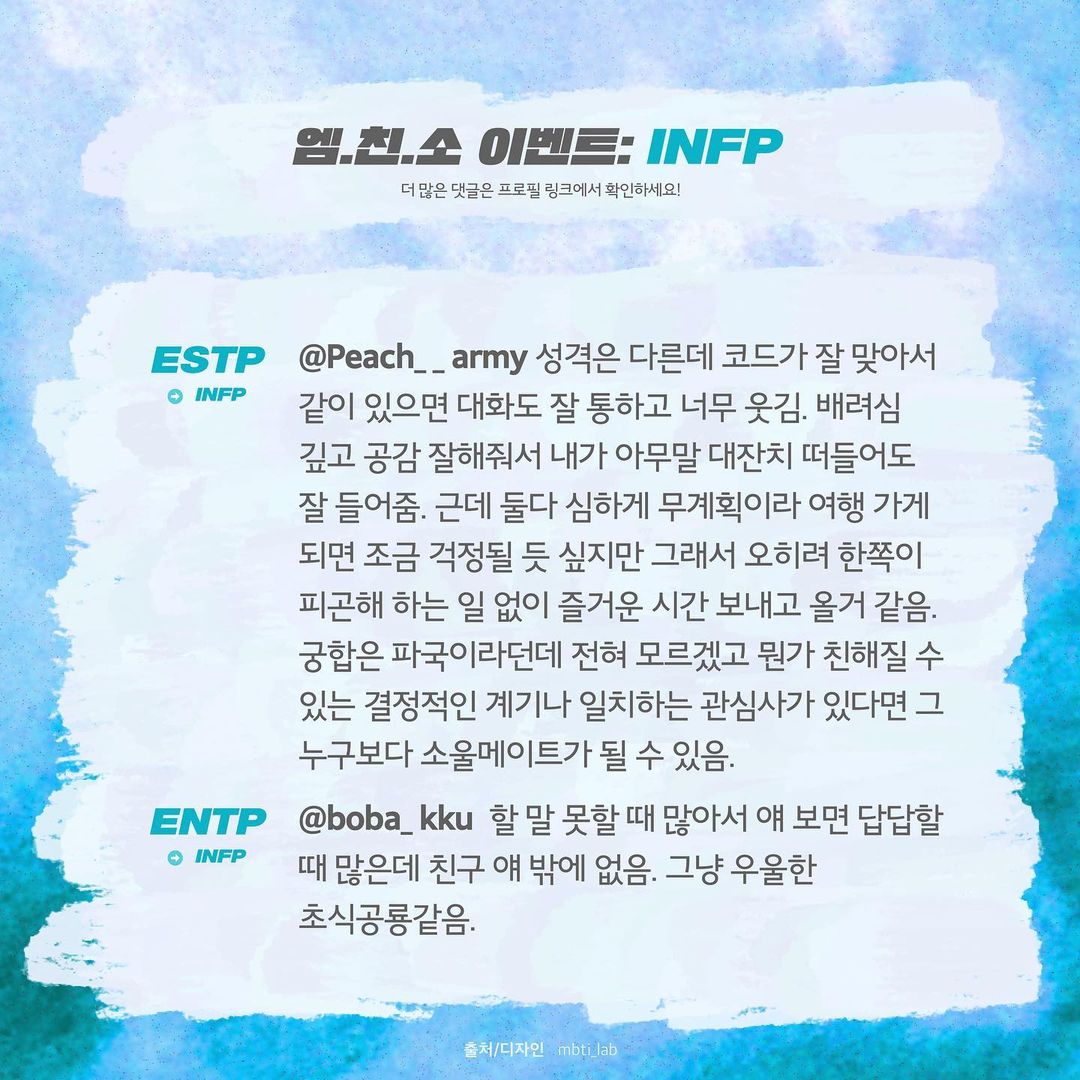 엠.친.소 이벤트: INFP
더 많은 댓글은 프로필 링크에서 확인하세요!
ESTP
INFP
@Peach_ _ army 성격은 다른데 코드가 잘 맞아서
같이 있으면 대화도 잘 통하고 너무 웃김. 배려심
깊고 공감 잘해줘서 내가 아무말 대잔치 떠들어도
잘 들어줌. 근데 둘다 심하게 무계획이라 여행 가게
되면 조금 걱정될 듯 싶지만 그래서 오히려 한쪽이
피곤해 하는 일 없이 즐거운 시간 보내고 올거 같음.
궁합은 파국이라던데 전혀 모르겠고 뭔가 친해질 수
있는 결정적인 계기나 일치하는 관심사가 있다면 그
누구보다 소울메이트가 될 수 있음.
ENTP
INFP
@boba_ kku 할 말 못할 때 많아서 얘 보면 답답할
때 많은데 친구 얘 밖에 없음. 그냥 우울한
초식공룡같음.
출처/디자인 mbti_lab